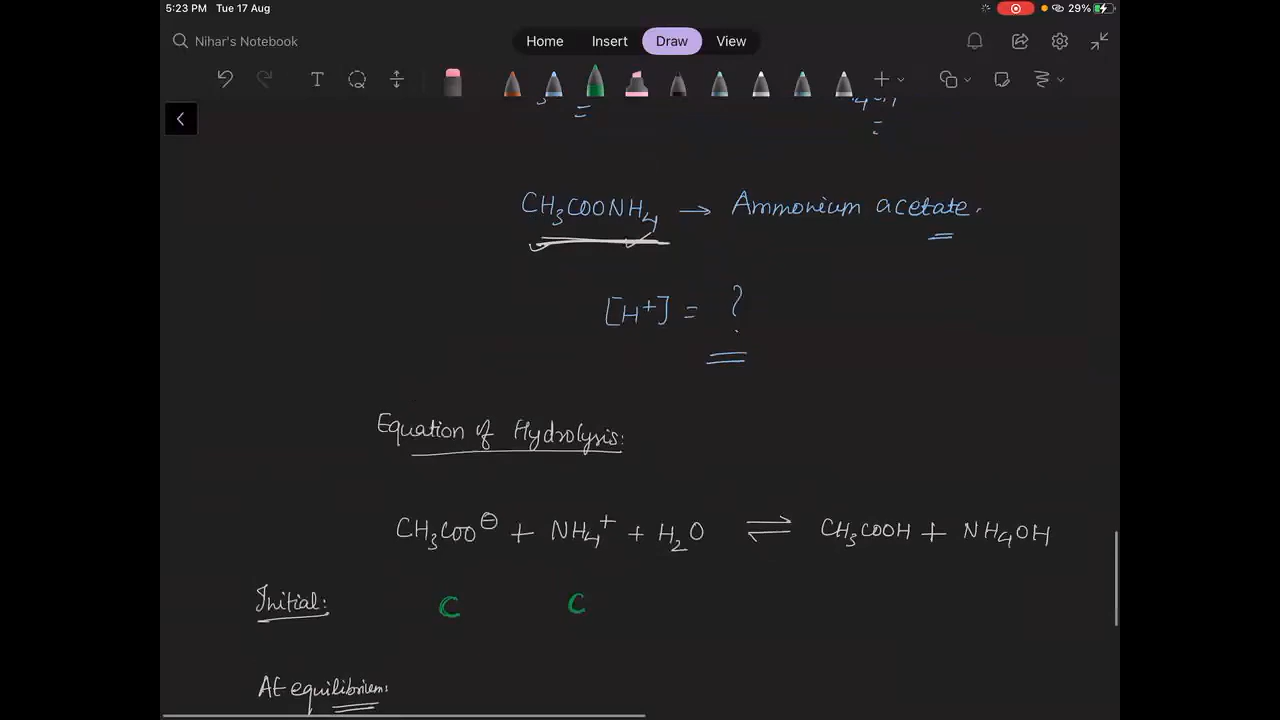 5:23 PM Tue 17 Aug 29%
Nihar's Notebook Home Insert Draw View
CH₃COONH₄ → Ammonium acetate.
[H⁺] = ?
Equation of Hydrolysis:
CH₃COO⊖ + NH₄⁺ + H₂O ⇌ CH₃COOH + NH₄OH
Initial: C C
At equilibrium: